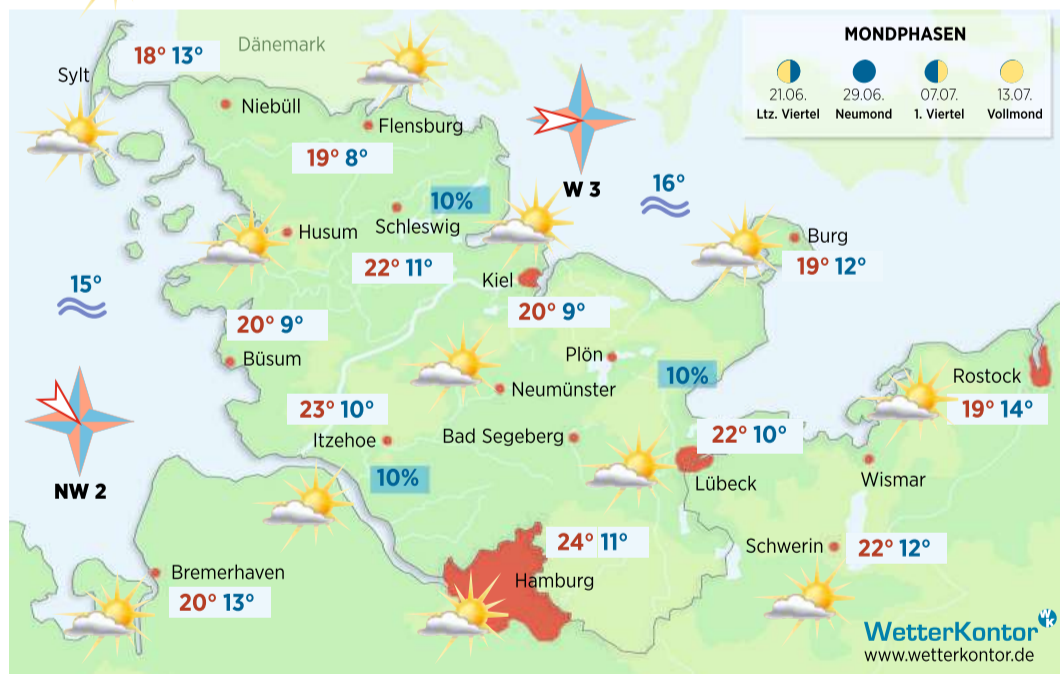 MONDPHASEN
21.06.
29.06.
07.07.
13.07.
Ltz. Viertel
Neumond
1. Viertel
Vollmond
Dänemark
18° 13°
Sylt
Niebüll
Flensburg
19° 8°
W 3
16°
10%
Schleswig
Husum
22° 11°
Kiel
20° 9°
Burg
19° 12°
15°
20° 9°
Büsum
Plön
10%
Neumünster
Rostock
19° 14°
23° 10°
Itzehoe
Bad Segeberg
22° 10°
Lübeck
Wismar
10%
NW 2
24° 11°
Hamburg
Schwerin
22° 12°
Bremerhaven
20° 13°
WetterKontor
WK
www.wetterkontor.de